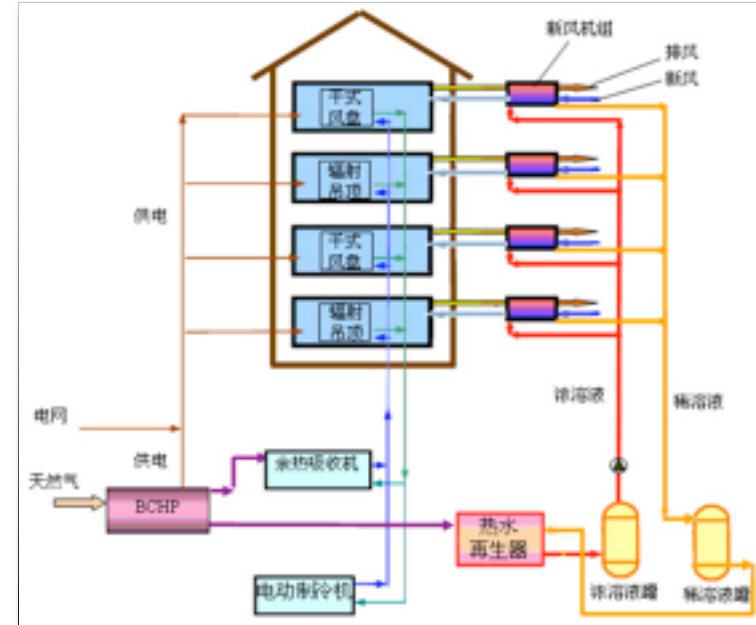 新风机组
排风
新风
干式
风盘
辐射
吊顶
供电
干式
风盘
辐射
吊顶
浓溶液
稀溶液
电网
供电
余热吸收机
天然气
BCHP
热水
再生器
电动制冷机
浓溶液罐
稀溶液罐